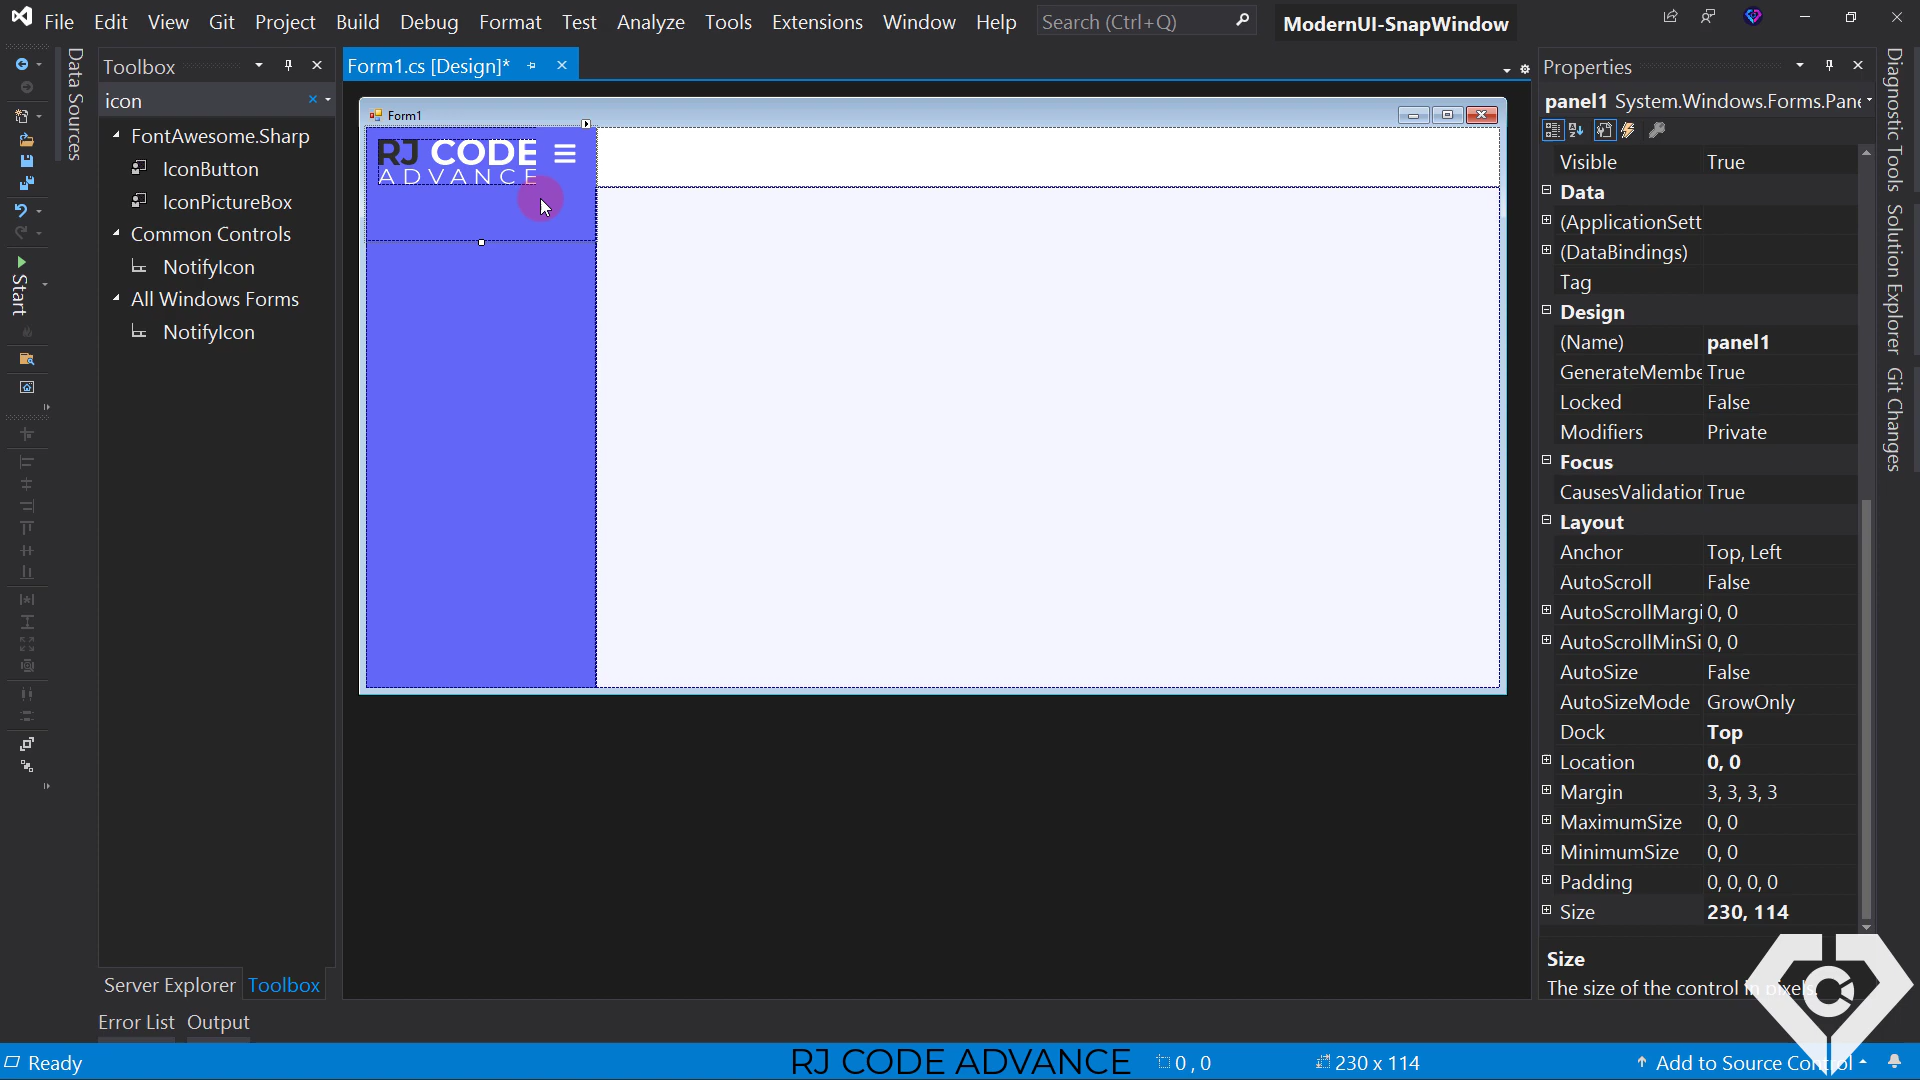 File Edit View Git Project Build Debug Format Test Analyze Tools Extensions Window Help Search (Ctrl+Q) ModernUI-SnapWindow
Data Sources
Start
Toolbox
icon
FontAwesome.Sharp
IconButton
IconPictureBox
Common Controls
NotifyIcon
All Windows Forms
NotifyIcon
Server Explorer Toolbox
Form1.cs [Design]*
Form1
RJ CODE
ADVANCE
Properties
panel1 System.Windows.Forms.Pane
Visible True
Data
(ApplicationSett
(DataBindings)
Tag
Design
(Name) panel1
GenerateMembe True
Locked False
Modifiers Private
Focus
CausesValidation True
Layout
Anchor Top, Left
AutoScroll False
AutoScrollMargi 0, 0
AutoScrollMinSi 0, 0
AutoSize False
AutoSizeMode GrowOnly
Dock Top
Location 0, 0
Margin 3, 3, 3, 3
MaximumSize 0, 0
MinimumSize 0, 0
Padding 0, 0, 0, 0
Size 230, 114
Size
The size of the control in pixels.
Diagnostic Tools
Solution Explorer
Git Changes
Error List Output
Ready RJ CODE ADVANCE 0 , 0 230 x 114 Add to Source Control